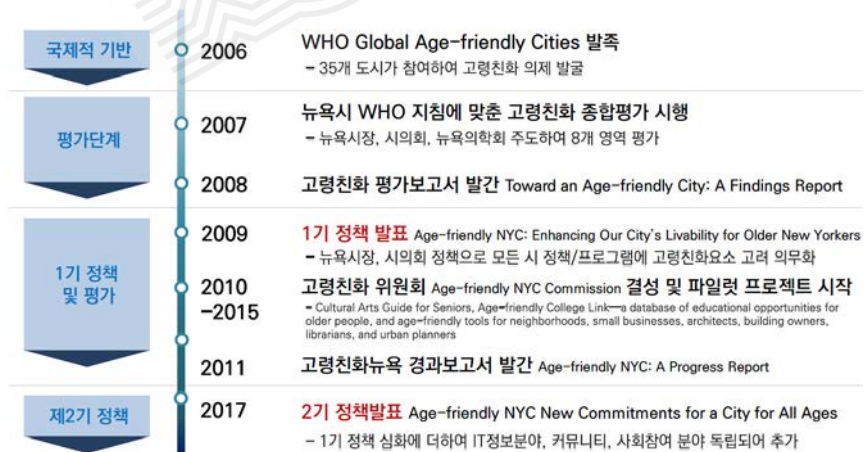 국제적 기반
2006
WHO Global Age-friendly Cities 발족
- 35개 도시가 참여하여 고령친화 의제 발굴
평가단계
2007
뉴욕시 WHO 지침에 맞춘 고령친화 종합평가 시행
- 뉴욕시장, 시의회, 뉴욕의학회 주도하여 8개 영역 평가
2008
고령친화 평가보고서 발간 Toward an Age-friendly City: A Findings Report
1기 정책
및 평가
2009
1기 정책 발표 Age-friendly NYC: Enhancing Our City's Livability for Older New Yorkers
- 뉴욕시장, 시의회 정책으로 모든 시 정책/프로그램에 고령친화요소 고려 의무화
2010
-2015
고령친화 위원회 Age-friendly NYC Commission 결성 및 파일럿 프로젝트 시작
- Cultural Arts Guide for Seniors, Age-friendly College Link—a database of educational opportunities for
older people, and age-friendly tools for neighborhoods, small businesses, architects, building owners,
librarians, and urban planners
2011
고령친화뉴욕 경과보고서 발간 Age-friendly NYC: A Progress Report
제2기 정책
2017
2기 정책발표 Age-friendly NYC New Commitments for a City for All Ages
- 1기 정책 심화에 더하여 IT정보분야, 커뮤니티, 사회참여 분야 독립되어 추가